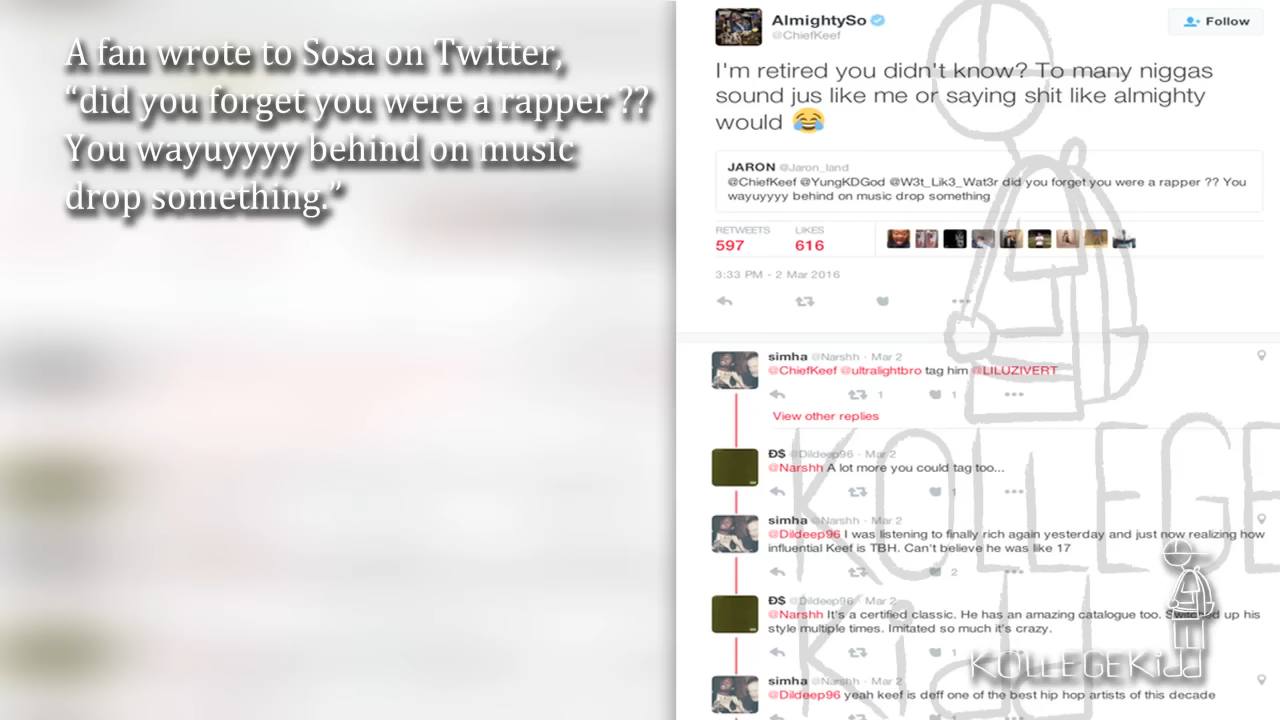 A fan wrote to Sosa on Twitter,
“did you forget you were a rapper ??
You wayuyyyy behind on music
drop something.”
AlmightySo
@ChiefKeef
Follow
I'm retired you didn't know? To many niggas
sound jus like me or saying shit like almighty
would 😂
JARON @Jaron_land
@ChiefKeef @YungKDGod @W3t_Lik3_Wat3r did you forget you were a rapper ?? You
wayuyyyy behind on music drop something
RETWEETS LIKES
597 616
3:33 PM - 2 Mar 2016
simha @Narshh · Mar 2
@ChiefKeef @ultralightbro tag him @LILUZIVERT
1 1
View other replies
Đ$ @Dildeep96 · Mar 2
@Narshh A lot more you could tag too...
1
simha @Narshh · Mar 2
@Dildeep96 I was listening to finally rich again yesterday and just now realizing how
influential Keef is TBH. Can't believe he was like 17
2
Đ$ @Dildeep96 · Mar 2
@Narshh It's a certified classic. He has an amazing catalogue too. Switched up his
style multiple times. Imitated so much it's crazy.
1
simha @Narshh · Mar 2
@Dildeep96 yeah keef is deff one of the best hip hop artists of this decade
KOLLEGE
Kidd
KOLLEGEKidd